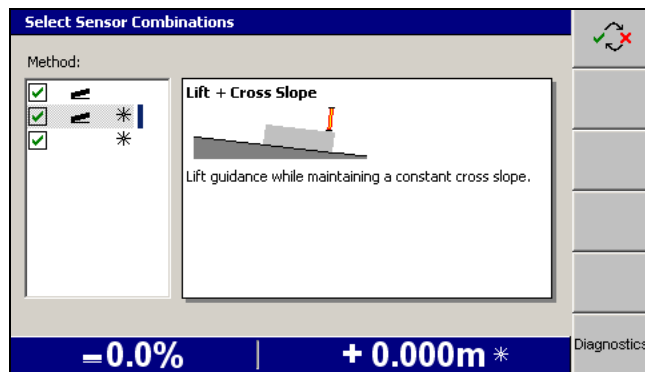 Select Sensor Combinations
Method:
Lift + Cross Slope
Lift guidance while maintaining a constant cross slope.
Diagnostics
=0.0%
+ 0.000m